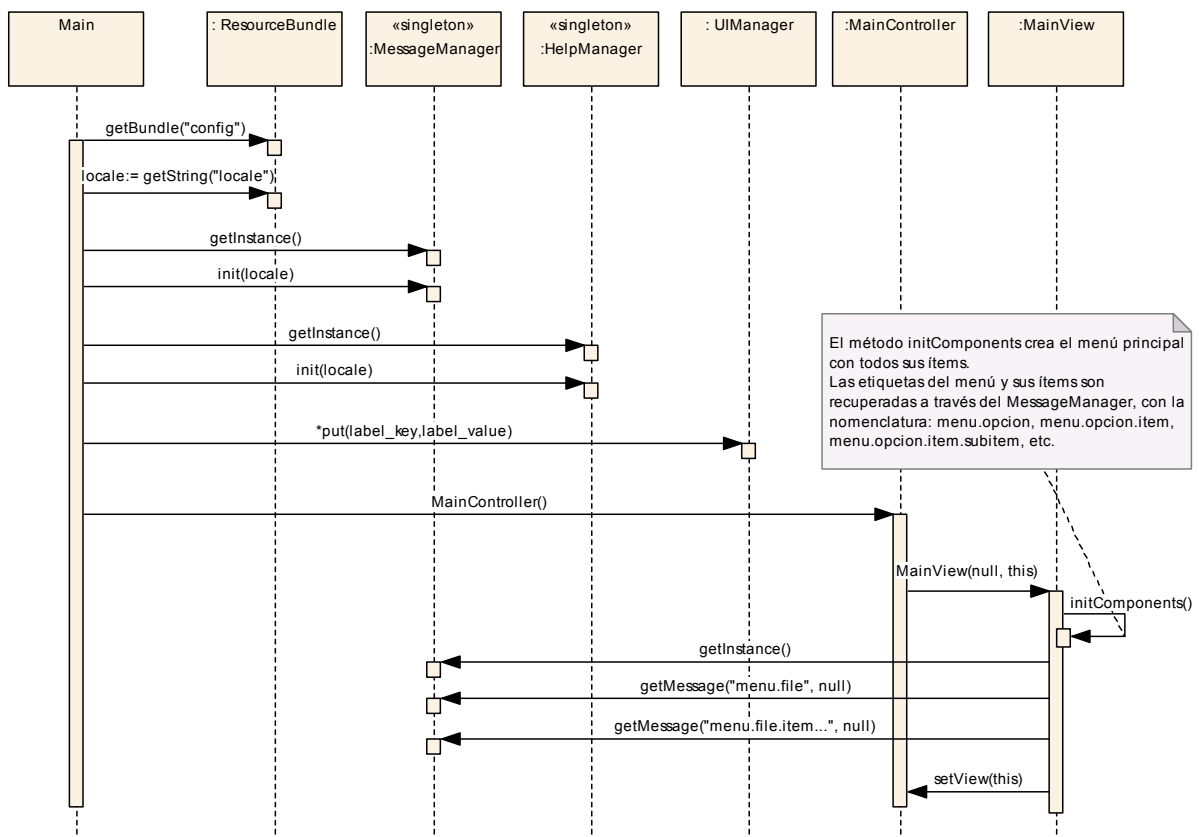 Main
: ResourceBundle
«singleton»
:MessageManager
«singleton»
:HelpManager
: UIManager
:MainController
:MainView
getBundle("config")
locale:= getString("locale")
getInstance()
init(locale)
getInstance()
init(locale)
*put(label_key,label_value)
El método initComponents crea el menú principal
con todos sus ítems.
Las etiquetas del menú y sus ítems son
recuperadas a través del MessageManager, con la
nomenclatura: menu.opcion, menu.opcion.item,
menu.opcion.item.subitem, etc.
MainController()
MainView(null, this)
initComponents()
getInstance()
getMessage("menu.file", null)
getMessage("menu.file.item...", null)
setView(this)